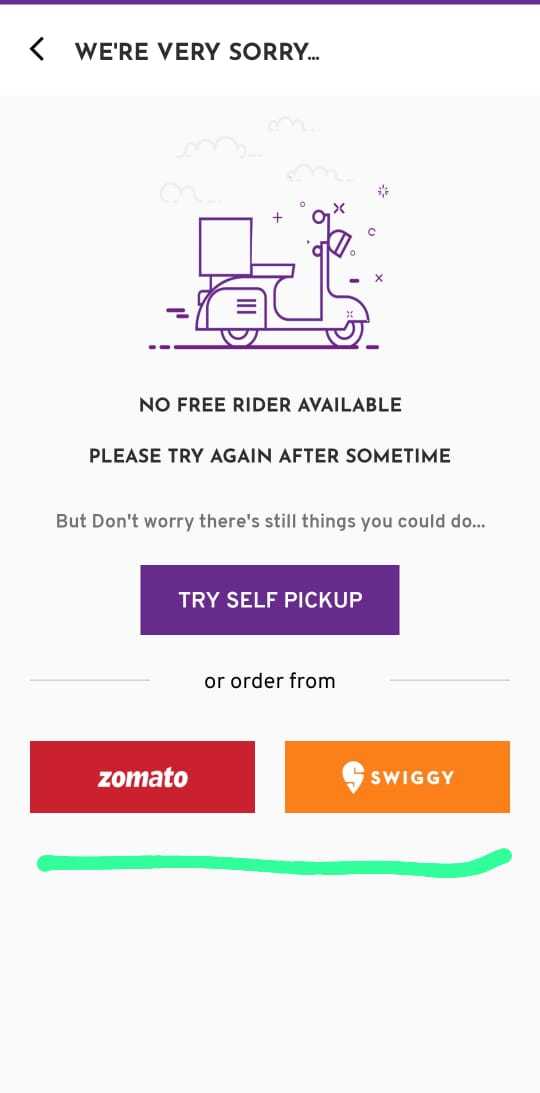 WE'RE VERY SORRY...
NO FREE RIDER AVAILABLE
PLEASE TRY AGAIN AFTER SOMETIME
But Don't worry there's still things you could do...
TRY SELF PICKUP
or order from
zomato
SWIGGY